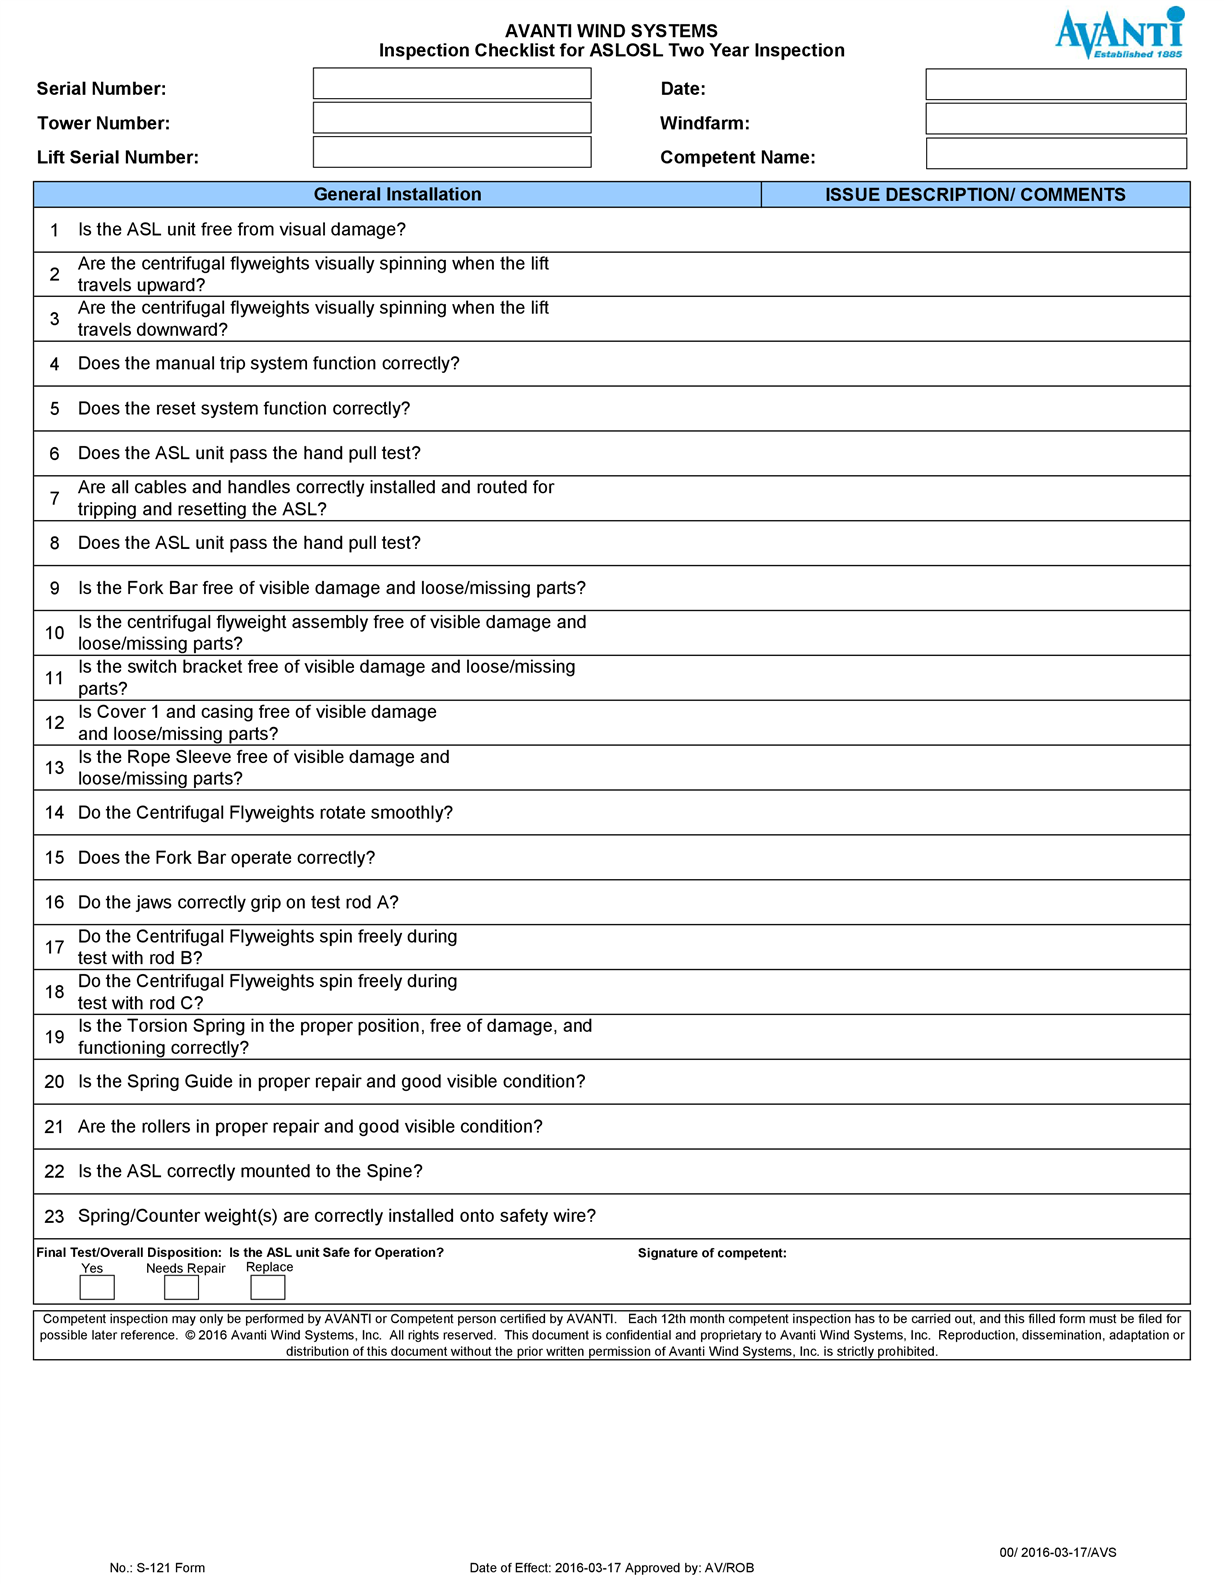 AVANTI WIND SYSTEMS
Inspection Checklist for ASLOSL Two Year Inspection
AVANTI
Established 1885
Serial Number:
Date:
Tower Number:
Windfarm:
Lift Serial Number:
Competent Name:
General Installation
ISSUE DESCRIPTION/ COMMENTS
1 Is the ASL unit free from visual damage?
2 Are the centrifugal flyweights visually spinning when the lift
travels upward?
3 Are the centrifugal flyweights visually spinning when the lift
travels downward?
4 Does the manual trip system function correctly?
5 Does the reset system function correctly?
6 Does the ASL unit pass the hand pull test?
7 Are all cables and handles correctly installed and routed for
tripping and resetting the ASL?
8 Does the ASL unit pass the hand pull test?
9 Is the Fork Bar free of visible damage and loose/missing parts?
10 Is the centrifugal flyweight assembly free of visible damage and
loose/missing parts?
11 Is the switch bracket free of visible damage and loose/missing
parts?
12 Is Cover 1 and casing free of visible damage
and loose/missing parts?
13 Is the Rope Sleeve free of visible damage and
loose/missing parts?
14 Do the Centrifugal Flyweights rotate smoothly?
15 Does the Fork Bar operate correctly?
16 Do the jaws correctly grip on test rod A?
17 Do the Centrifugal Flyweights spin freely during
test with rod B?
18 Do the Centrifugal Flyweights spin freely during
test with rod C?
19 Is the Torsion Spring in the proper position, free of damage, and
functioning correctly?
20 Is the Spring Guide in proper repair and good visible condition?
21 Are the rollers in proper repair and good visible condition?
22 Is the ASL correctly mounted to the Spine?
23 Spring/Counter weight(s) are correctly installed onto safety wire?
Final Test/Overall Disposition: Is the ASL unit Safe for Operation?
Signature of competent:
Yes Needs Repair Replace
Competent inspection may only be performed by AVANTI or Competent person certified by AVANTI. Each 12th month competent inspection has to be carried out, and this filled form must be filed for
possible later reference. © 2016 Avanti Wind Systems, Inc. All rights reserved. This document is confidential and proprietary to Avanti Wind Systems, Inc. Reproduction, dissemination, adaptation or
distribution of this document without the prior written permission of Avanti Wind Systems, Inc. is strictly prohibited.
00/ 2016-03-17/AVS
No.: S-121 Form
Date of Effect: 2016-03-17 Approved by: AV/ROB